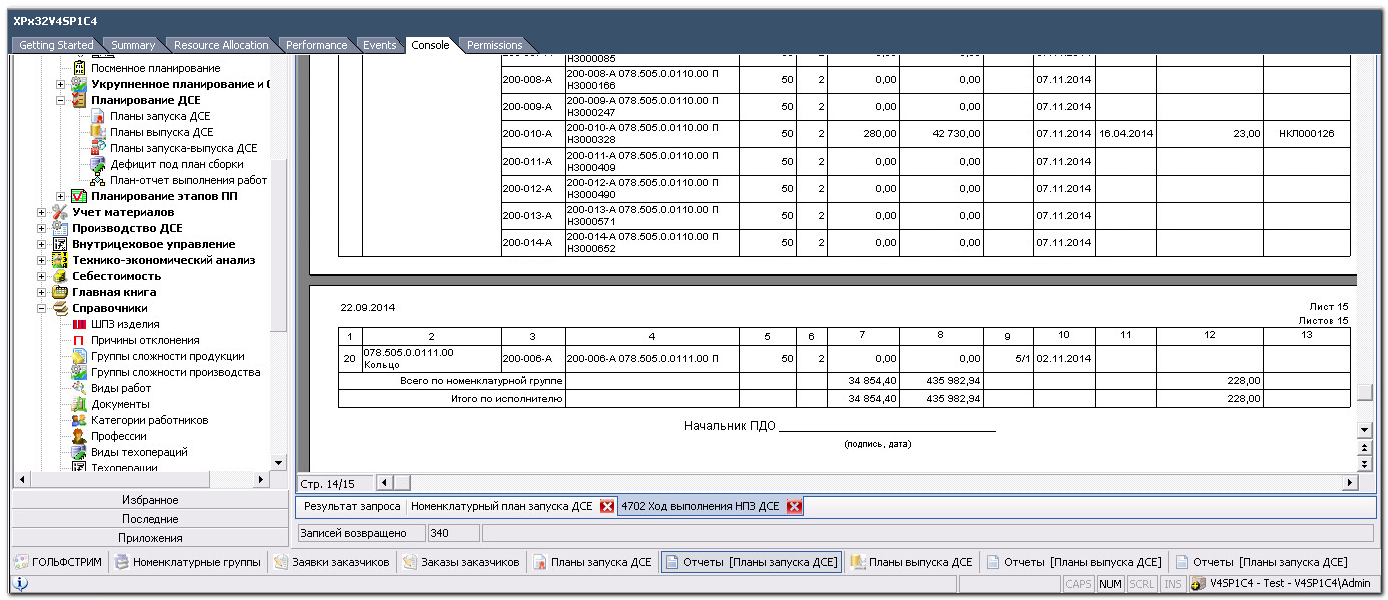 XPx32V4SP1C4
Getting Started Summary Resource Allocation Performance Events Console Permissions
Посменное планирование
Укрупненное планирование и
Планирование ДСЕ
Планы запуска ДСЕ
Планы выпуска ДСЕ
Планы запуска-выпуска ДСЕ
Дефицит под план сборки
План-отчет выполнения работ
Планирование этапов ПП
Учет материалов
Производство ДСЕ
Внутрицеховое управление
Технико-экономический анализ
Себестоимость
Главная книга
Справочники
ШПЗ изделия
Причины отклонения
Группы сложности продукции
Группы сложности производства
Виды работ
Документы
Категории работников
Профессии
Виды техопераций
Техоперации
Избранное
Последние
Приложения
Н3000085
200-008-А 200-008-А 078.505.0.0110.00 П 50 2 0,00 0,00 07.11.2014
Н3000166
200-009-А 200-009-А 078.505.0.0110.00 П 50 2 0,00 0,00 07.11.2014
Н3000247
200-010-А 200-010-А 078.505.0.0110.00 П 50 2 280,00 42 730,00 07.11.2014 16.04.2014 23,00 НКП000126
Н3000328
200-011-А 200-011-А 078.505.0.0110.00 П 50 2 0,00 0,00 07.11.2014
Н3000409
200-012-А 200-012-А 078.505.0.0110.00 П 50 2 0,00 0,00 07.11.2014
Н3000490
200-013-А 200-013-А 078.505.0.0110.00 П 50 2 0,00 0,00 07.11.2014
Н3000571
200-014-А 200-014-А 078.505.0.0110.00 П 50 2 0,00 0,00 07.11.2014
Н3000652
22.09.2014 Лист 15
Листов 15
1 2 3 4 5 6 7 8 9 10 11 12 13
20 078.505.0.0111.00 200-006-А 200-006-А 078.505.0.0111.00 П 50 2 0,00 0,00 5/1 02.11.2014
Кольцо
Всего по номенклатурной группе 34 854,40 435 982,94 228,00
Итого по исполнителю 34 854,40 435 982,94 228,00
Начальник ПДО
(подпись, дата)
Стр. 14/15
Результат запроса Номенклатурный план запуска ДСЕ 4702 Ход выполнения НПЗ ДСЕ
Записей возвращено 340
ГОЛЬФСТРИМ Номенклатурные группы Заявки заказчиков Заказы заказчиков Планы запуска ДСЕ Отчеты [Планы запуска ДСЕ] Планы выпуска ДСЕ Отчеты [Планы выпуска ДСЕ] Отчеты [Планы запуска ДСЕ]
CAPS NUM SCRL INS V4SP1C4 - Test - V4SP1C4\Admin